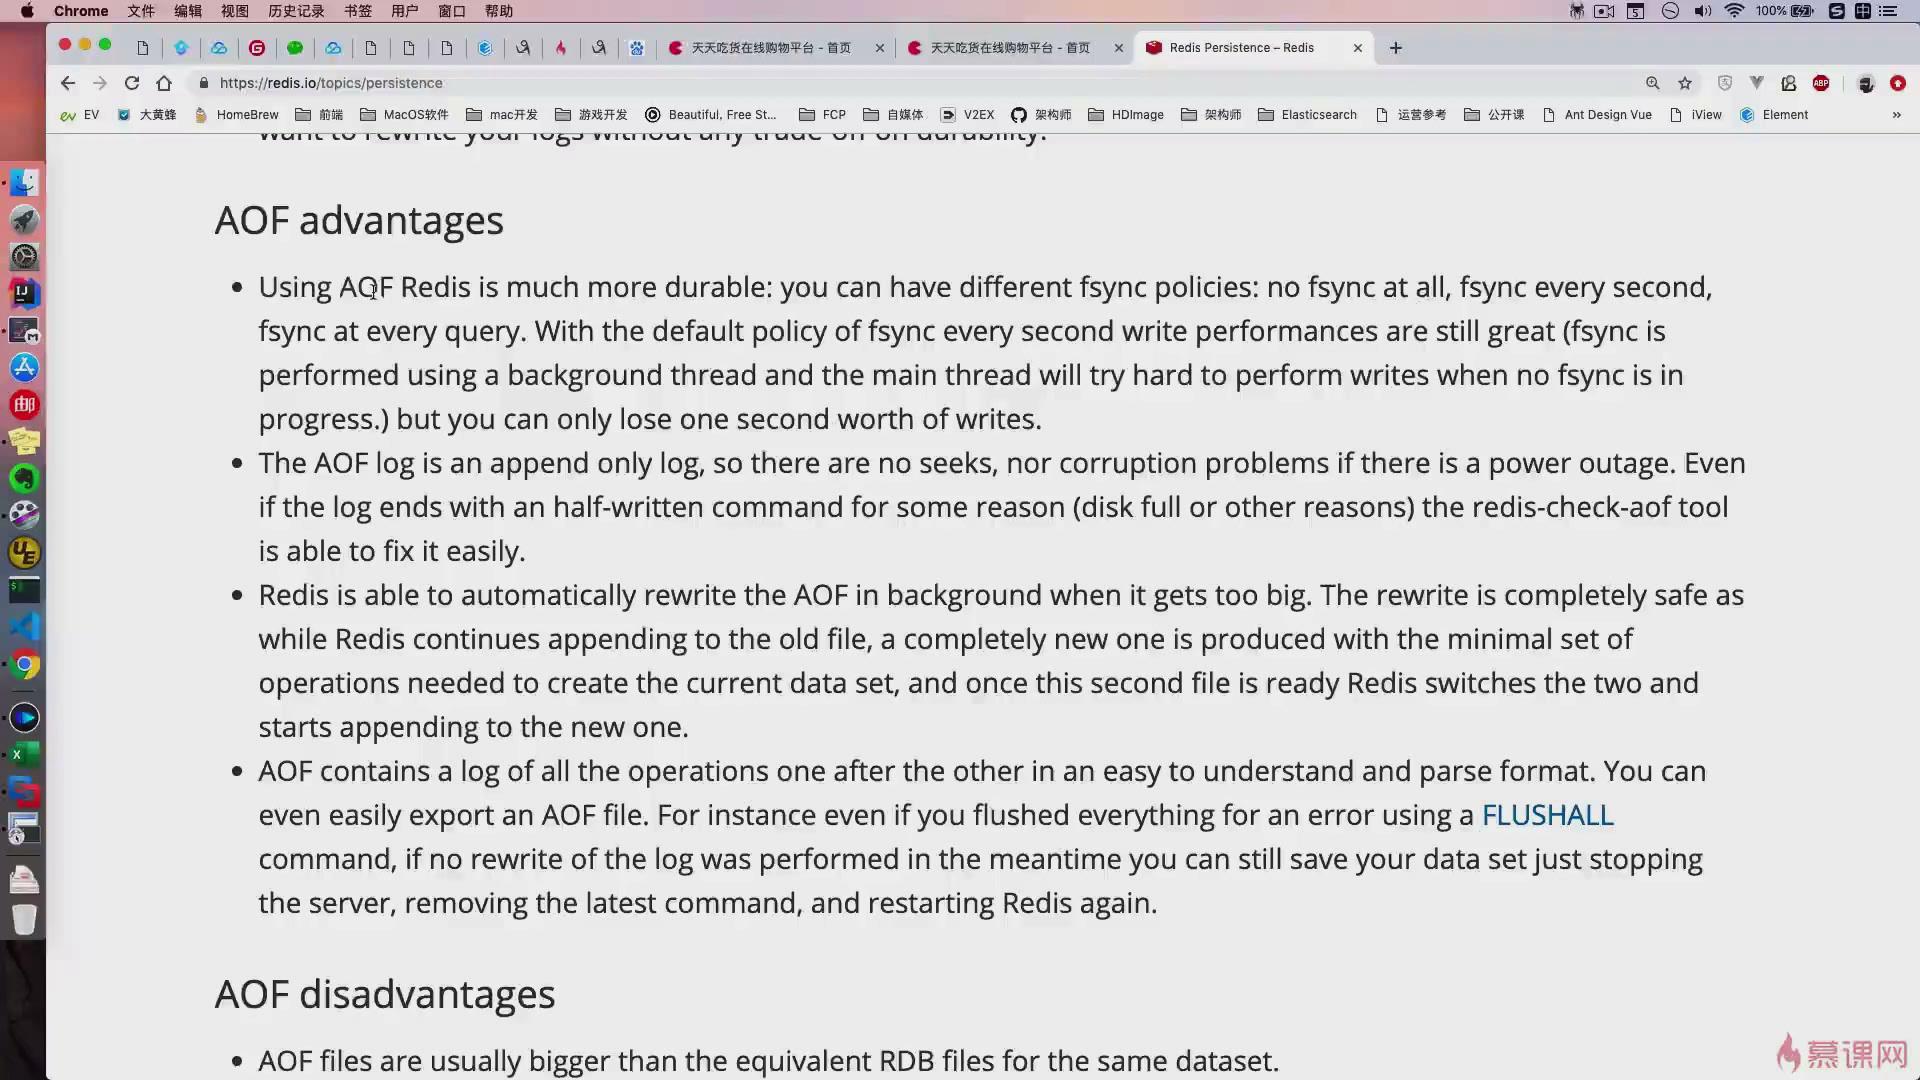 Chrome 文件 编辑 视图 历史记录 书签 用户 窗口 帮助 5 100% S 中
天天吃货在线购物平台 - 首页 天天吃货在线购物平台 - 首页 Redis Persistence – Redis
https://redis.io/topics/persistence ABP
EV 大黄蜂 HomeBrew 前端 MacOS软件 mac开发 游戏开发 Beautiful, Free St... FCP 自媒体 V2EX 架构师 HDImage 架构师 Elasticsearch 运营参考 公开课 Ant Design Vue iView Element »
want to rewrite your logs without any trade off on durability.
AOF advantages
Using AOF Redis is much more durable: you can have different fsync policies: no fsync at all, fsync every second,
fsync at every query. With the default policy of fsync every second write performances are still great (fsync is
performed using a background thread and the main thread will try hard to perform writes when no fsync is in
progress.) but you can only lose one second worth of writes.
The AOF log is an append only log, so there are no seeks, nor corruption problems if there is a power outage. Even
if the log ends with an half-written command for some reason (disk full or other reasons) the redis-check-aof tool
is able to fix it easily.
Redis is able to automatically rewrite the AOF in background when it gets too big. The rewrite is completely safe as
while Redis continues appending to the old file, a completely new one is produced with the minimal set of
operations needed to create the current data set, and once this second file is ready Redis switches the two and
starts appending to the new one.
AOF contains a log of all the operations one after the other in an easy to understand and parse format. You can
even easily export an AOF file. For instance even if you flushed everything for an error using a FLUSHALL
command, if no rewrite of the log was performed in the meantime you can still save your data set just stopping
the server, removing the latest command, and restarting Redis again.
AOF disadvantages
AOF files are usually bigger than the equivalent RDB files for the same dataset.
慕课网